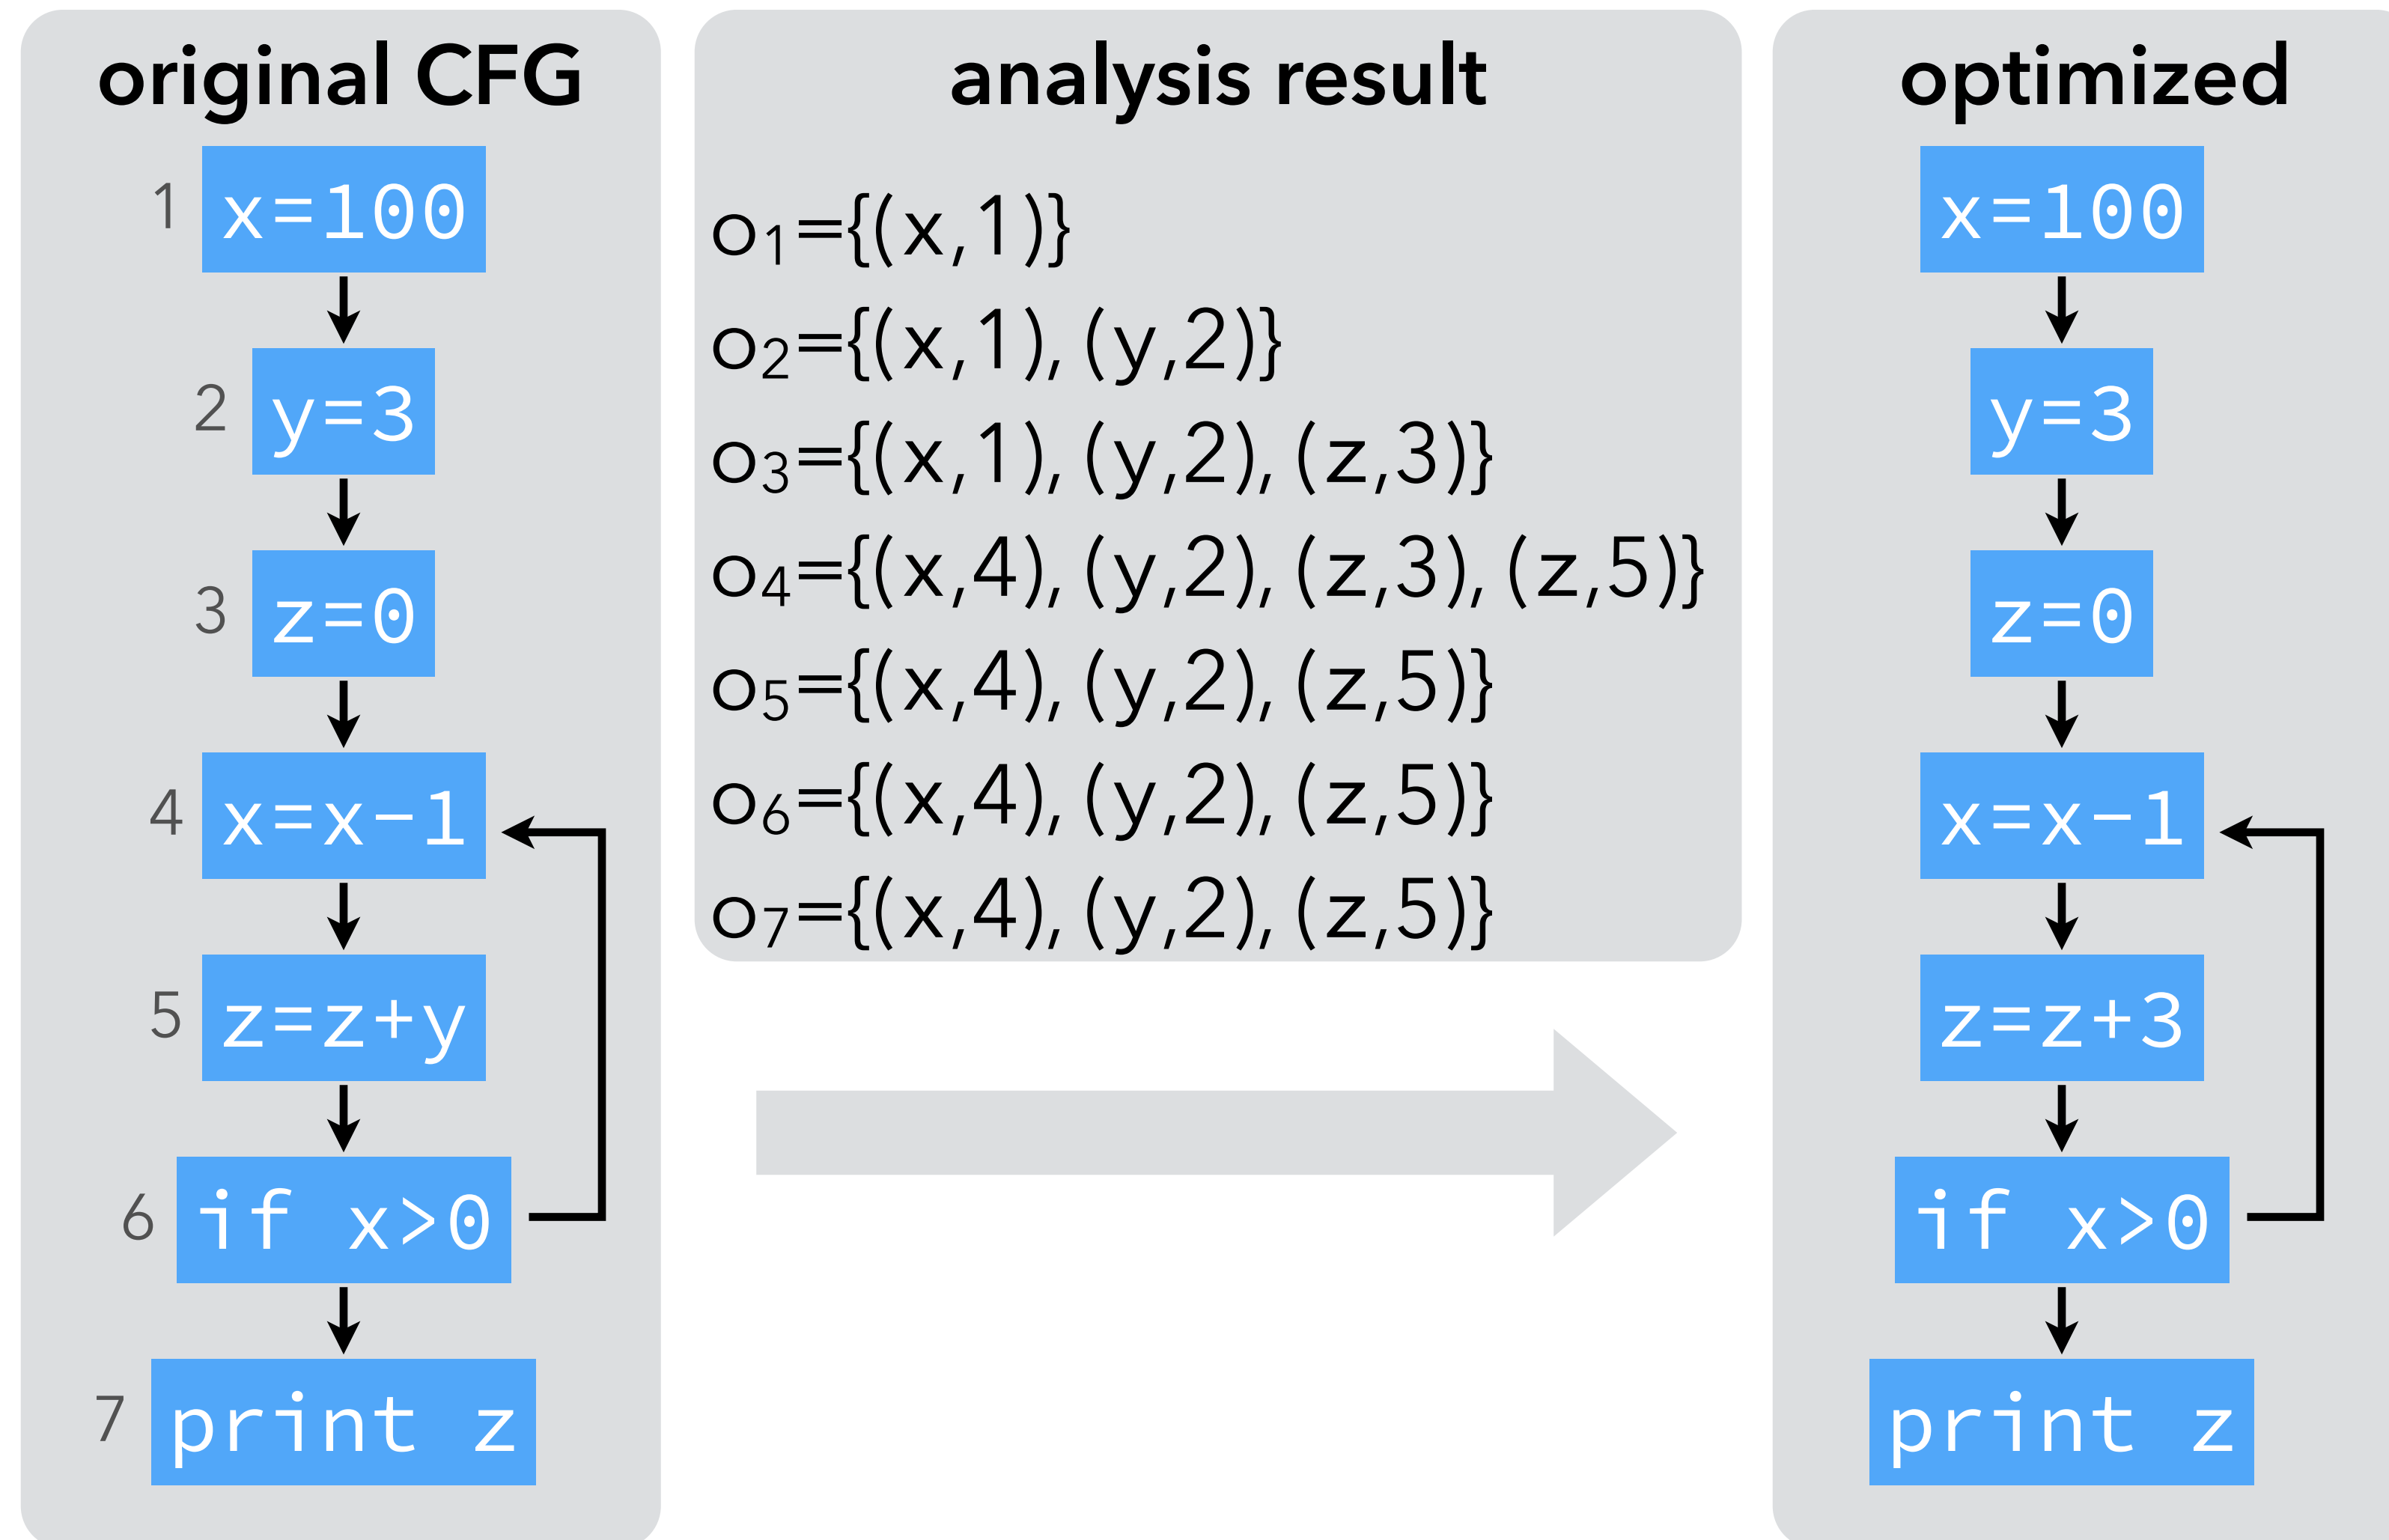 original CFG
1 x=100
2 y=3
3 z=0
4 x=x-1
5 z=z+y
6 if x>0
7 print z
analysis result
o₁={(x,1)}
o₂={(x,1), (y,2)}
o₃={(x,1), (y,2), (z,3)}
o₄={(x,4), (y,2), (z,3), (z,5)}
o₅={(x,4), (y,2), (z,5)}
o₆={(x,4), (y,2), (z,5)}
o₇={(x,4), (y,2), (z,5)}
optimized
x=100
y=3
z=0
x=x-1
z=z+3
if x>0
print z